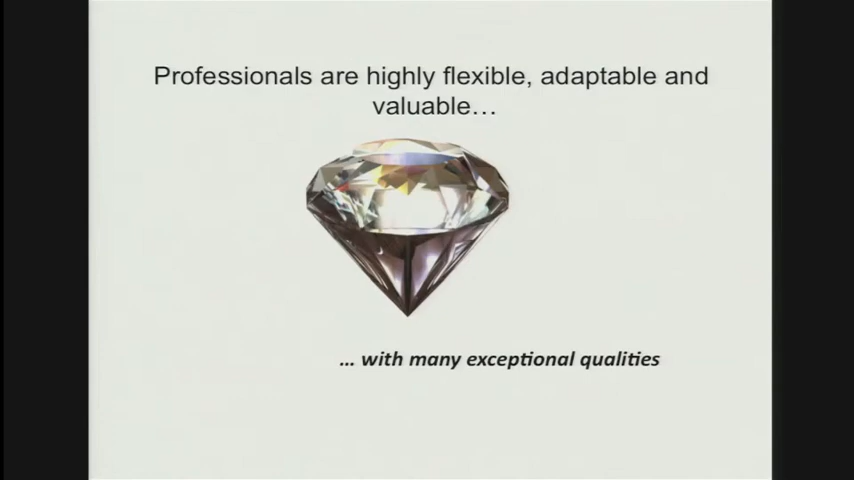 Professionals are highly flexible, adaptable and
valuable…
… with many exceptional qualities